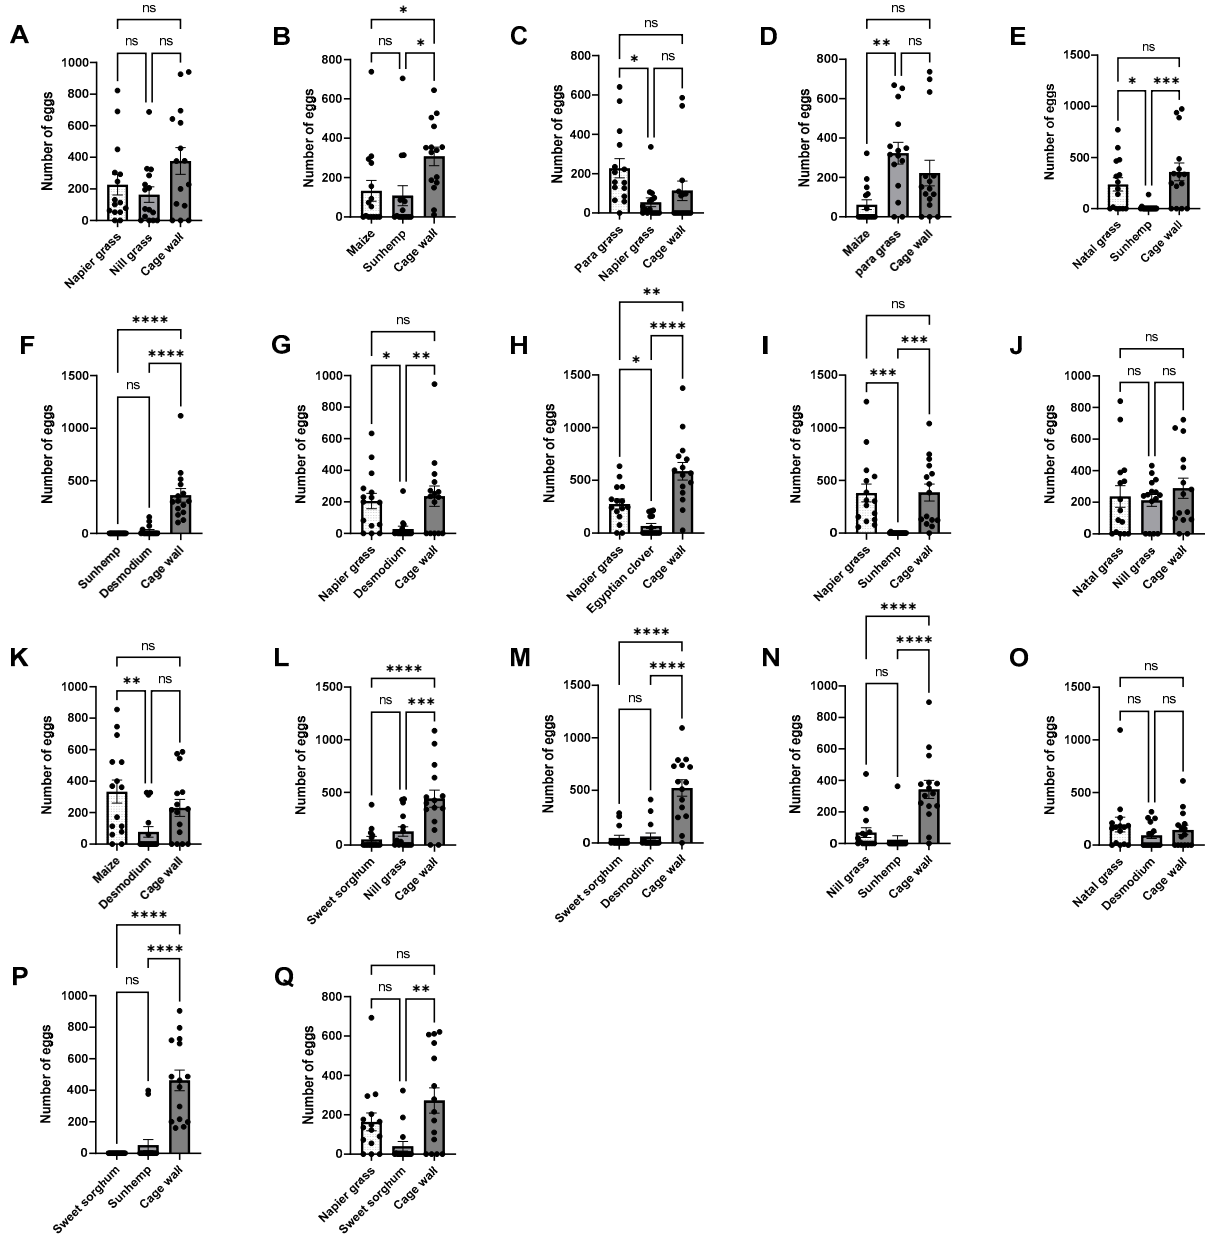 A
ns
ns ns
Number of eggs
1000
800
600
400
200
0
Napier grass
Nill grass
Cage wall
B
*
ns *
Number of eggs
800
600
400
200
0
Maize
Sunhemp
Cage wall
C
ns
* ns
Number of eggs
800
600
400
200
0
Para grass
Napier grass
Cage wall
D
ns
** ns
Number of eggs
800
600
400
200
0
Maize
para grass
Cage wall
E
ns
* ***
Number of eggs
1500
1000
500
0
Natal grass
Sunhemp
Cage wall
F
****
****
ns
Number of eggs
1500
1000
500
0
Sunhemp
Desmodium
Cage wall
G
ns
* **
Number of eggs
1000
800
600
400
200
0
Napier grass
Desmodium
Cage wall
H
**
****
*
Number of eggs
1500
1000
500
0
Napier grass
Egyptian clover
Cage wall
I
ns
***
***
Number of eggs
1500
1000
500
0
Napier grass
Sunhemp
Cage wall
J
ns
ns ns
Number of eggs
1000
800
600
400
200
0
Natal grass
Nill grass
Cage wall
K
ns
** ns
Number of eggs
1000
800
600
400
200
0
Maize
Desmodium
Cage wall
L
****
ns ***
Number of eggs
1500
1000
500
0
Sweet sorghum
Nill grass
Cage wall
M
****
****
ns
Number of eggs
1500
1000
500
0
Sweet sorghum
Desmodium
Cage wall
N
****
****
ns
Number of eggs
1000
800
600
400
200
0
Nill grass
Sunhemp
Cage wall
O
ns
ns ns
Number of eggs
1500
1000
500
0
Natal grass
Desmodium
Cage wall
P
****
****
ns
Number of eggs
1000
800
600
400
200
0
Sweet sorghum
Sunhemp
Cage wall
Q
ns
ns **
Number of eggs
800
600
400
200
0
Napier grass
Sweet sorghum
Cage wall